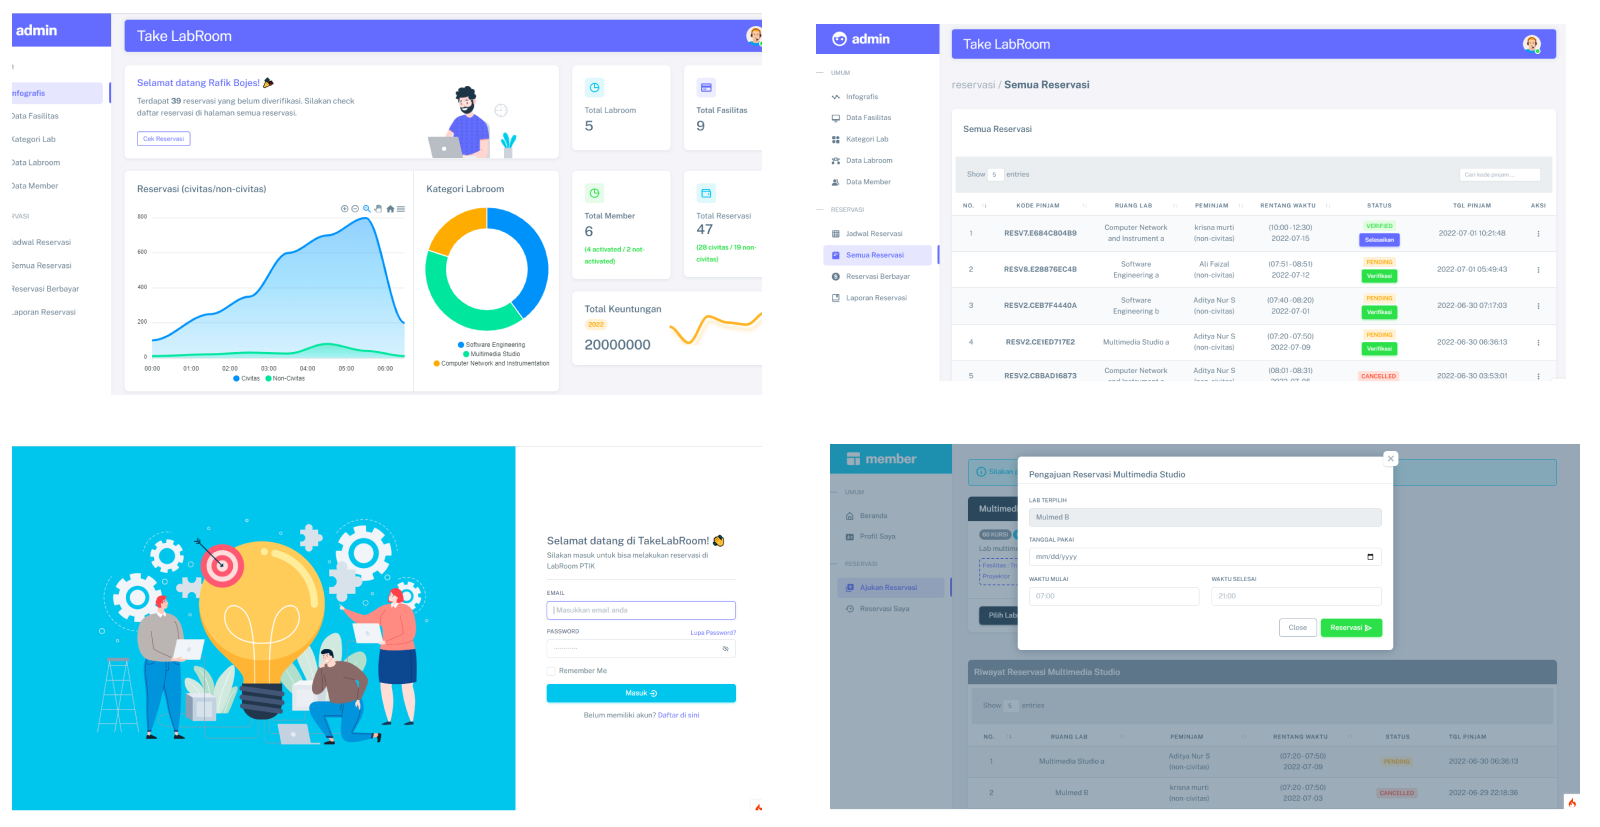 admin
Take LabRoom
Infografis
Data Fasilitas
Kategori Lab
Data Labroom
Data Member
Jadwal Reservasi
Semua Reservasi
Reservasi Berbayar
Laporan Reservasi
Selamat datang Rafik Bojes!
Terdapat 39 reservasi yang belum diverifikasi. Silakan check
daftar reservasi di halaman semua reservasi.
Cek Reservasi
Total Labroom
5
Total Fasilitas
9
Reservasi (civitas/non-civitas)
800
600
400
200
0
00:00 01:00 02:00 03:00 04:00 05:00 06:00
Civitas Non-Civitas
Kategori Labroom
Software Engineering
Multimedia Studio
Computer Network and Instrumentation
Total Member
6
(4 activated / 2 not-
activated)
Total Reservasi
47
(28 civitas / 19 non-
civitas)
Total Keuntungan
2022
20000000
admin
Take LabRoom
UMUM
Infografis
Data Fasilitas
Kategori Lab
Data Labroom
Data Member
RESERVASI
Jadwal Reservasi
Semua Reservasi
Reservasi Berbayar
Laporan Reservasi
reservasi / Semua Reservasi
Semua Reservasi
Show 5 entries
Cari kode pinjam ...
NO. KODE PINJAM RUANG LAB PEMINJAM RENTANG WAKTU STATUS TGL PINJAM AKSI
1 RESV7.E684C804B9 Computer Network and Instrument a krisna murti (non-civitas) (10:00 - 12:30) 2022-07-15 VERIFIED Selesaikan 2022-07-01 10:21:48
2 RESV8.E28876EC4B Software Engineering a Ali Faizal (non-civitas) (07:51 - 08:51) 2022-07-12 PENDING Verifikasi 2022-07-01 05:49:43
3 RESV2.CEB7F4440A Software Engineering b Aditya Nur S (non-civitas) (07:40 - 08:20) 2022-07-01 PENDING Verifikasi 2022-06-30 07:17:03
4 RESV2.CE1ED717E2 Multimedia Studio a Aditya Nur S (non-civitas) (07:20 - 07:50) 2022-07-09 PENDING Verifikasi 2022-06-30 06:36:13
5 RESV2.CBBAD16873 Computer Network Aditya Nur S (08:01 - 08:31) CANCELLED 2022-06-30 03:53:01
Selamat datang di TakeLabRoom!
Silakan masuk untuk bisa melakukan reservasi di
LabRoom PTIK
EMAIL
Masukkan email anda
PASSWORD Lupa Password?
Remember Me
Masuk
Belum memiliki akun? Daftar di sini
member
UMUM
Beranda
Profil Saya
RESERVASI
Ajukan Reservasi
Reservasi Saya
Silakan
Multimedi
80 KURSI
Lab multim
Fasilitas : Th
Proyektor
Pilih Lab
Pengajuan Reservasi Multimedia Studio
LAB TERPILIH
Mulmed B
TANGGAL PAKAI
mm/dd/yyyy
WAKTU MULAI WAKTU SELESAI
07:00 21:00
Close Reservasi
Riwayat Reservasi Multimedia Studio
Show 5 entries
NO. RUANG LAB PEMINJAM RENTANG WAKTU STATUS TGL PINJAM
1 Multimedia Studio a Aditya Nur S (non-civitas) (07:20 - 07:50) 2022-07-09 PENDING 2022-06-30 06:36:13
2 Mulmed B krisna murti (non-civitas) (07:20 - 07:50) 2022-07-03 CANCELLED 2022-06-29 22:18:36